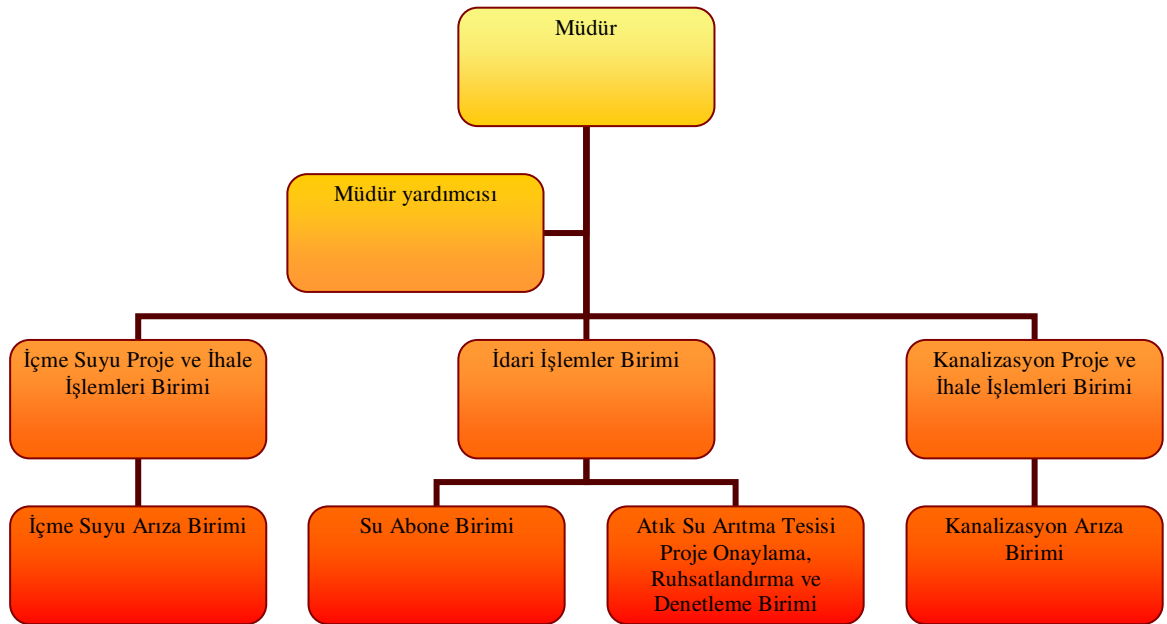 Müdür
Müdür yardımcısı
İçme Suyu Proje ve İhale
İşlemleri Birimi
İdari İşlemler Birimi
Kanalizasyon Proje ve
İhale İşlemleri Birimi
İçme Suyu Arıza Birimi
Su Abone Birimi
Atık Su Arıtma Tesisi
Proje Onaylama,
Ruhsatlandırma ve
Denetleme Birimi
Kanalizasyon Arıza
Birimi